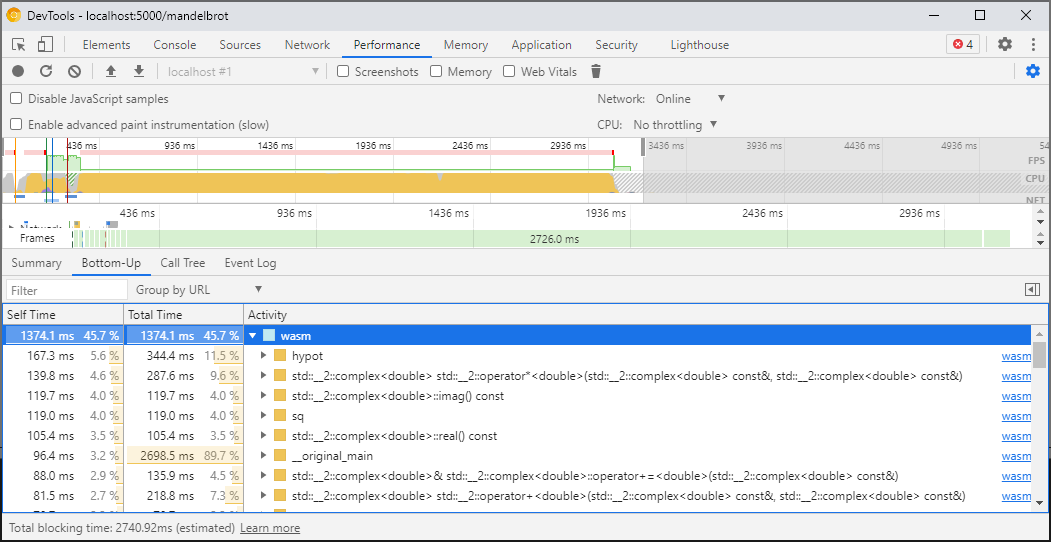 DevTools - localhost:5000/mandelbrot
Elements Console Sources Network Performance Memory Application Security Lighthouse 4
localhost #1 Screenshots Memory Web Vitals
Disable JavaScript samples Network: Online
Enable advanced paint instrumentation (slow) CPU: No throttling
436 ms 936 ms 1436 ms 1936 ms 2436 ms 2936 ms 3436 ms 3936 ms 4436 ms 4936 ms 54
FPS
CPU
NET
436 ms 936 ms 1436 ms 1936 ms 2436 ms 2936 ms
Network
Frames 2726.0 ms
Summary Bottom-Up Call Tree Event Log
Filter Group by URL
Self Time Total Time Activity
1374.1 ms 45.7 % 1374.1 ms 45.7 % wasm
167.3 ms 5.6 % 344.4 ms 11.5 % hypot wasm
139.8 ms 4.6 % 287.6 ms 9.6 % std::__2::complex<double> std::__2::operator*<double>(std::__2::complex<double> const&, std::__2::complex<double> const&) wasm
119.7 ms 4.0 % 119.7 ms 4.0 % std::__2::complex<double>::imag() const wasm
119.0 ms 4.0 % 119.0 ms 4.0 % sq wasm
105.4 ms 3.5 % 105.4 ms 3.5 % std::__2::complex<double>::real() const wasm
96.4 ms 3.2 % 2698.5 ms 89.7 % __original_main wasm
88.0 ms 2.9 % 135.9 ms 4.5 % std::__2::complex<double>& std::__2::complex<double>::operator+=<double>(std::__2::complex<double> const&) wasm
81.5 ms 2.7 % 218.8 ms 7.3 % std::__2::complex<double> std::__2::operator+<double>(std::__2::complex<double> const&, std::__2::complex<double> const&) wasm
Total blocking time: 2740.92ms (estimated) Learn more